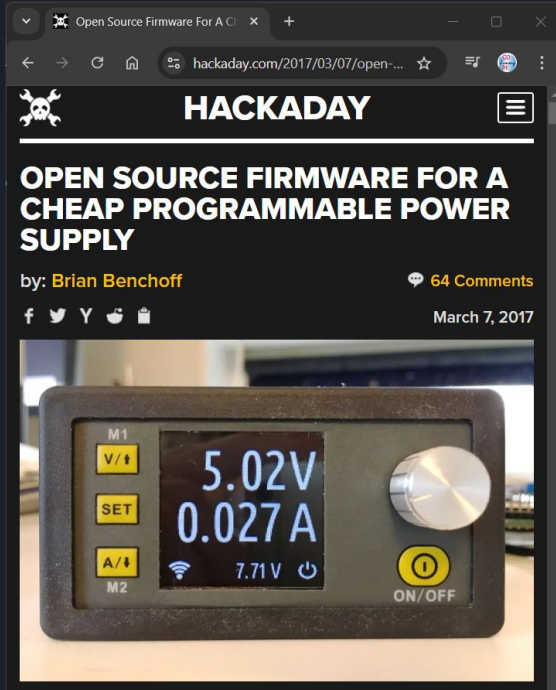 Open Source Firmware For A C
hackaday.com/2017/03/07/open-...
HACKADAY
OPEN SOURCE FIRMWARE FOR A
CHEAP PROGRAMMABLE POWER
SUPPLY
by: Brian Benchoff
64 Comments
March 7, 2017
M1
V/⬆
SET
A/⬇
M2
5.02V
0.027 A
7.71 V
ON/OFF